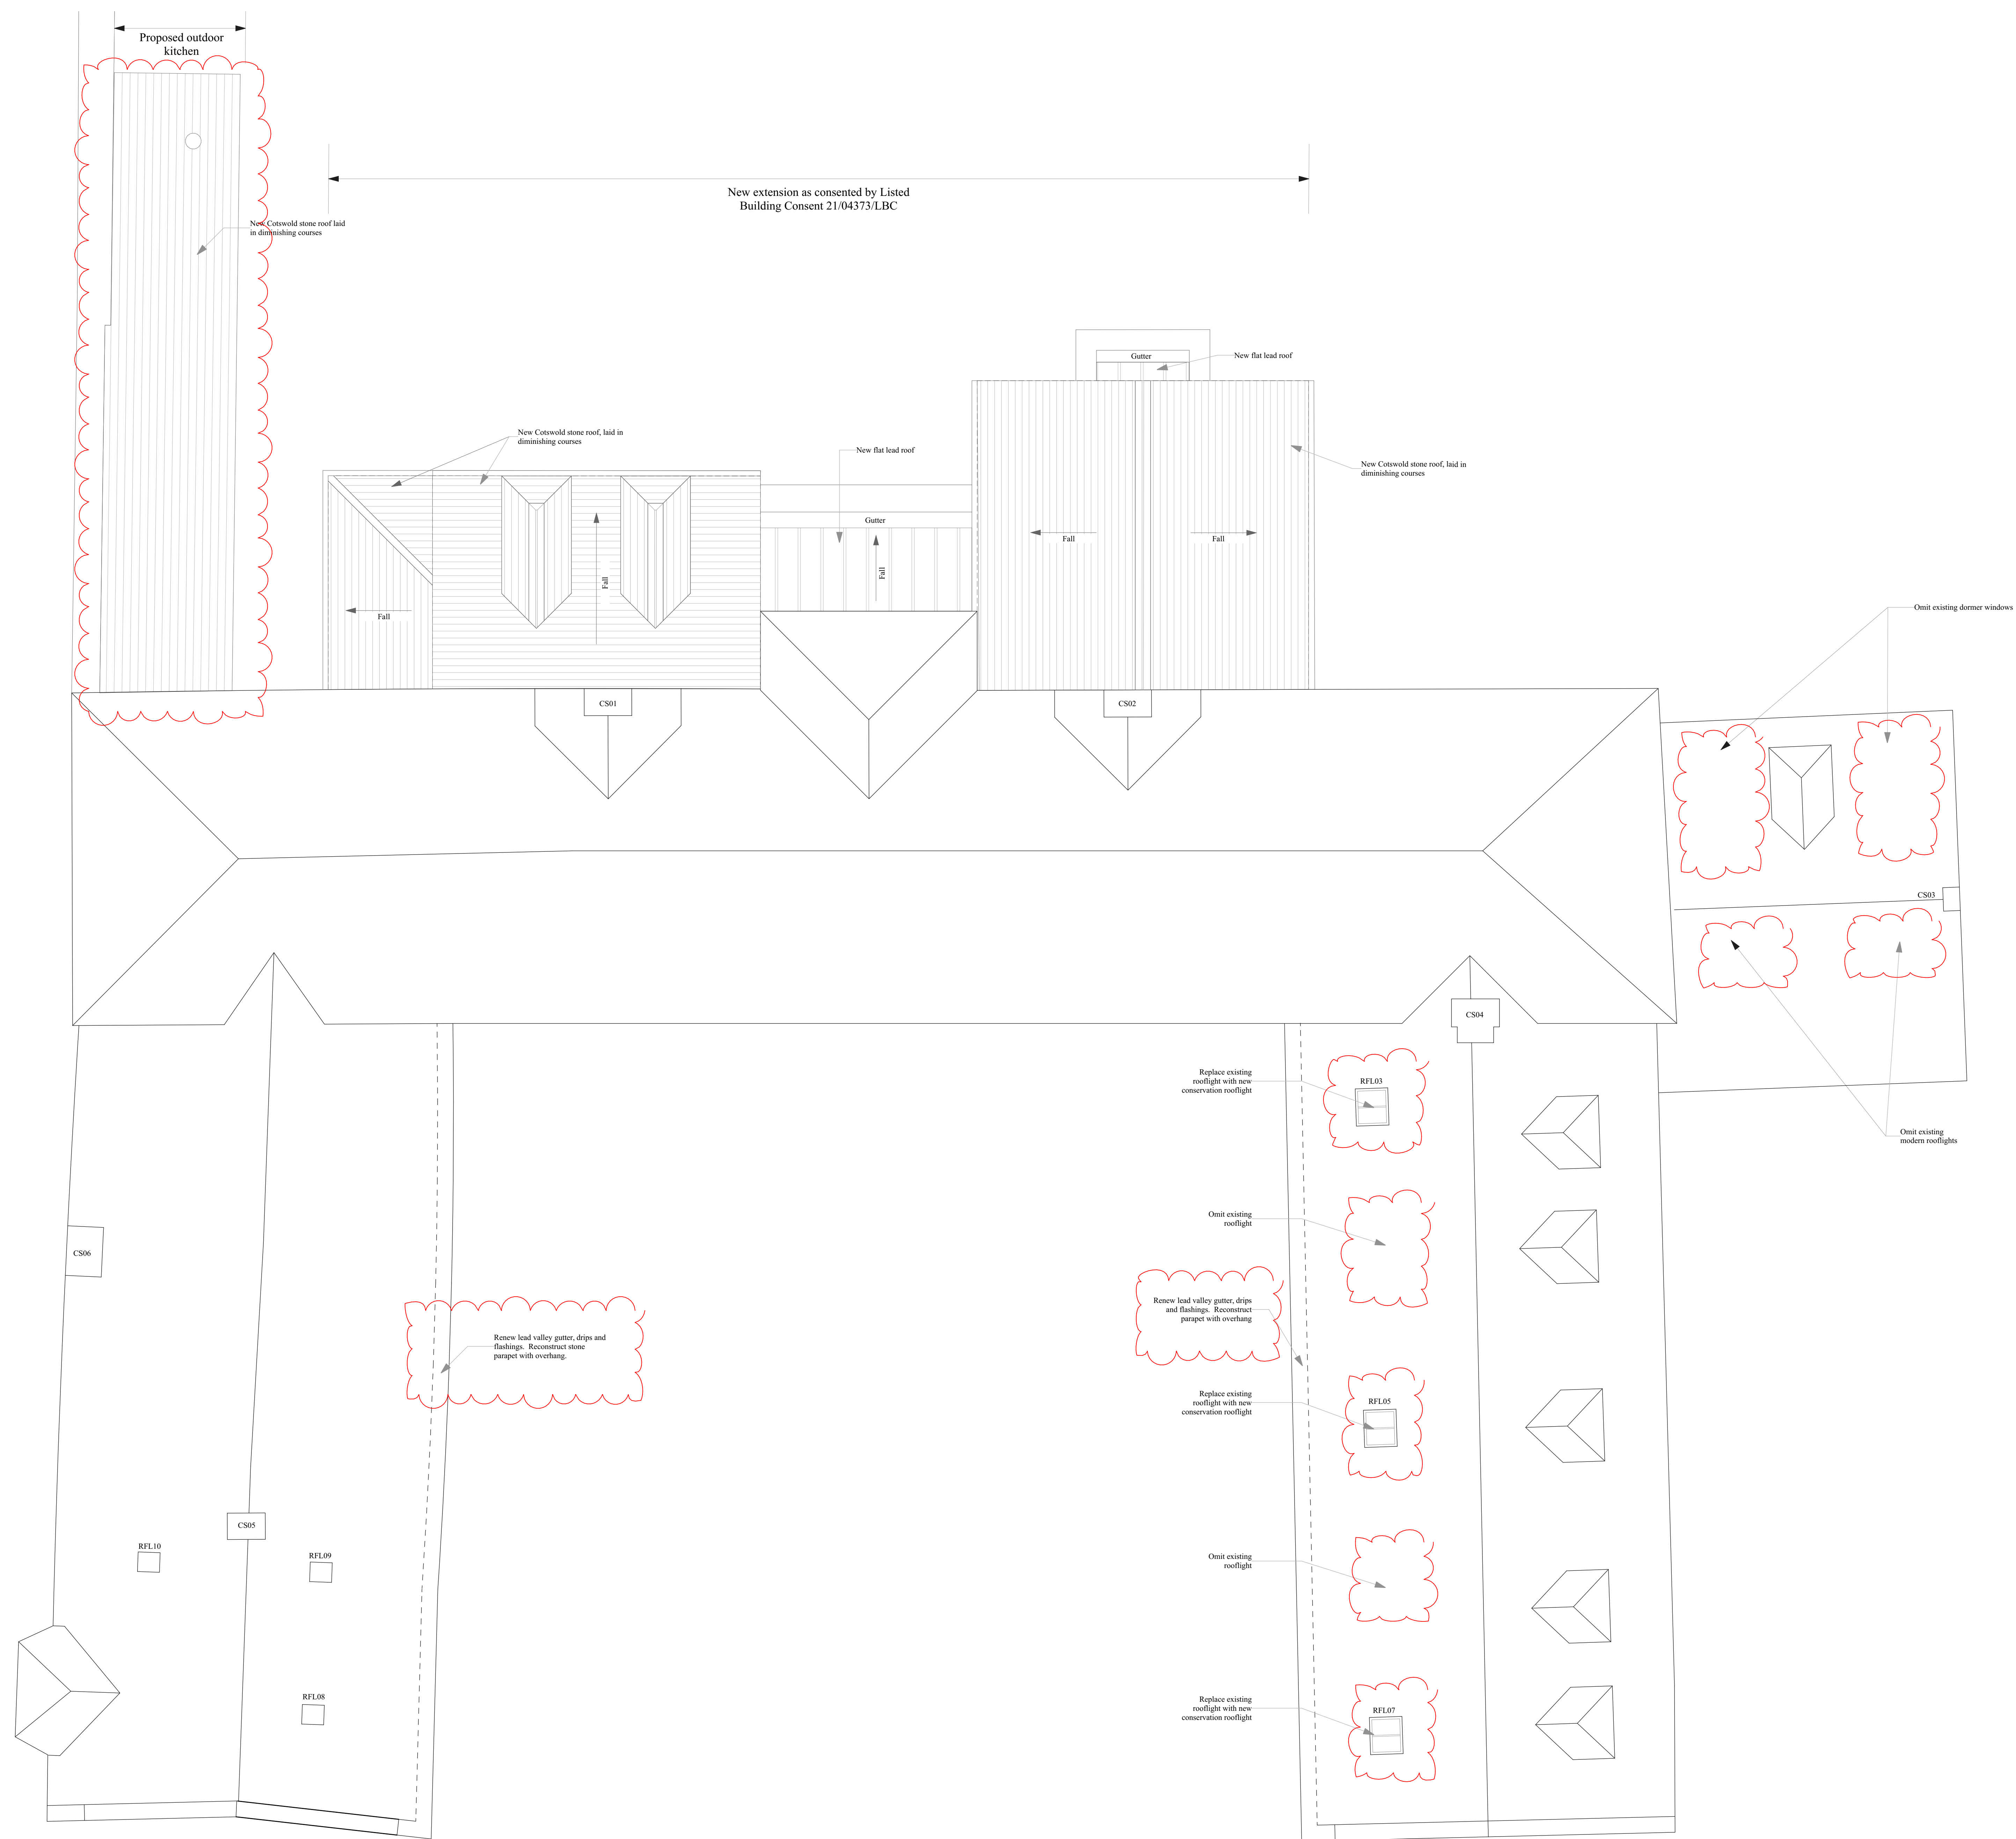 Proposed outdoor
kitchen
New extension as consented by Listed
Building Consent 21/04373/LBC
New Cotswold stone roof laid
in diminishing courses
Gutter
New flat lead roof
New Cotswold stone roof, laid in
diminishing courses
New flat lead roof
New Cotswold stone roof, laid in
diminishing courses
Gutter
Fall
Fall
Fall
Fall
Fall
Omit existing dormer windows
CS01
CS02
CS03
CS04
Replace existing
rooflight with new
conservation rooflight
RFL03
Omit existing
modern rooflights
Omit existing
rooflight
CS06
Renew lead valley gutter, drips
and flashings. Reconstruct
parapet with overhang
Renew lead valley gutter, drips and
flashings. Reconstruct stone
parapet with overhang.
Replace existing
rooflight with new
conservation rooflight
RFL05
CS05
RFL10
RFL09
Omit existing
rooflight
RFL08
Replace existing
rooflight with new
conservation rooflight
RFL07